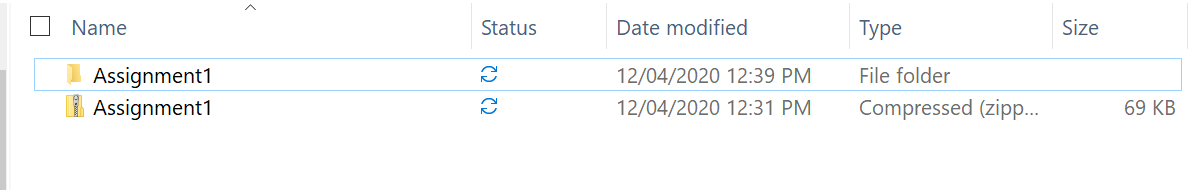 Name Status Date modified Type Size
Assignment1 12/04/2020 12:39 PM File folder
Assignment1 12/04/2020 12:31 PM Compressed (zipp... 69 KB